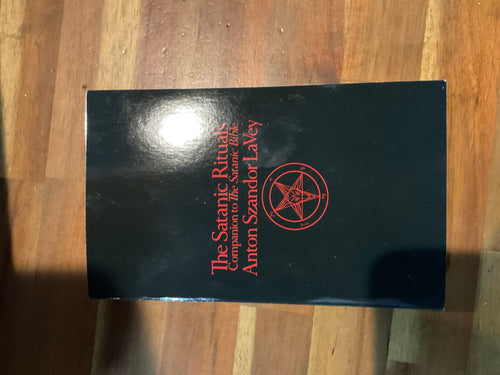 The Satanic Rituals
Companion to The Satanic Bible
Anton Szandor LaVey